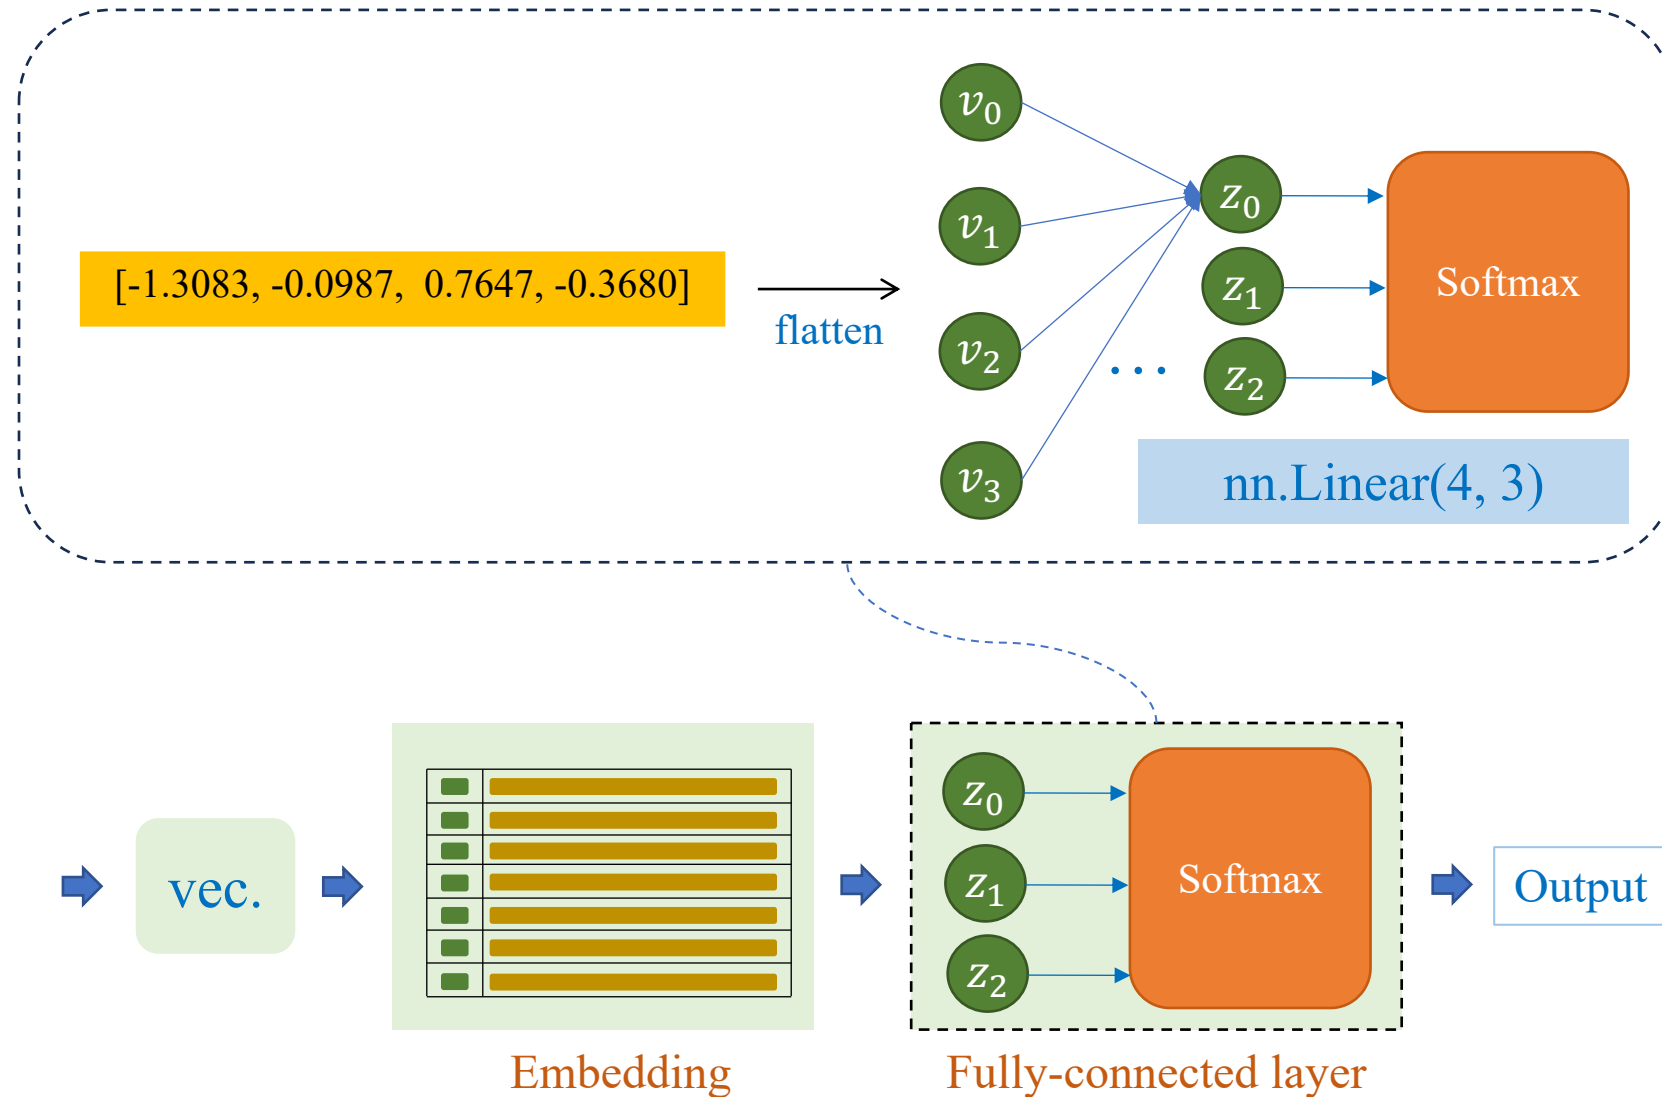 v₀
v₁
v₂
v₃
[-1.3083, -0.0987, 0.7647, -0.3680]
flatten
...
z₀
z₁
z₂
Softmax
nn.Linear(4, 3)
vec.
Embedding
z₀
z₁
z₂
Softmax
Fully-connected layer
Output